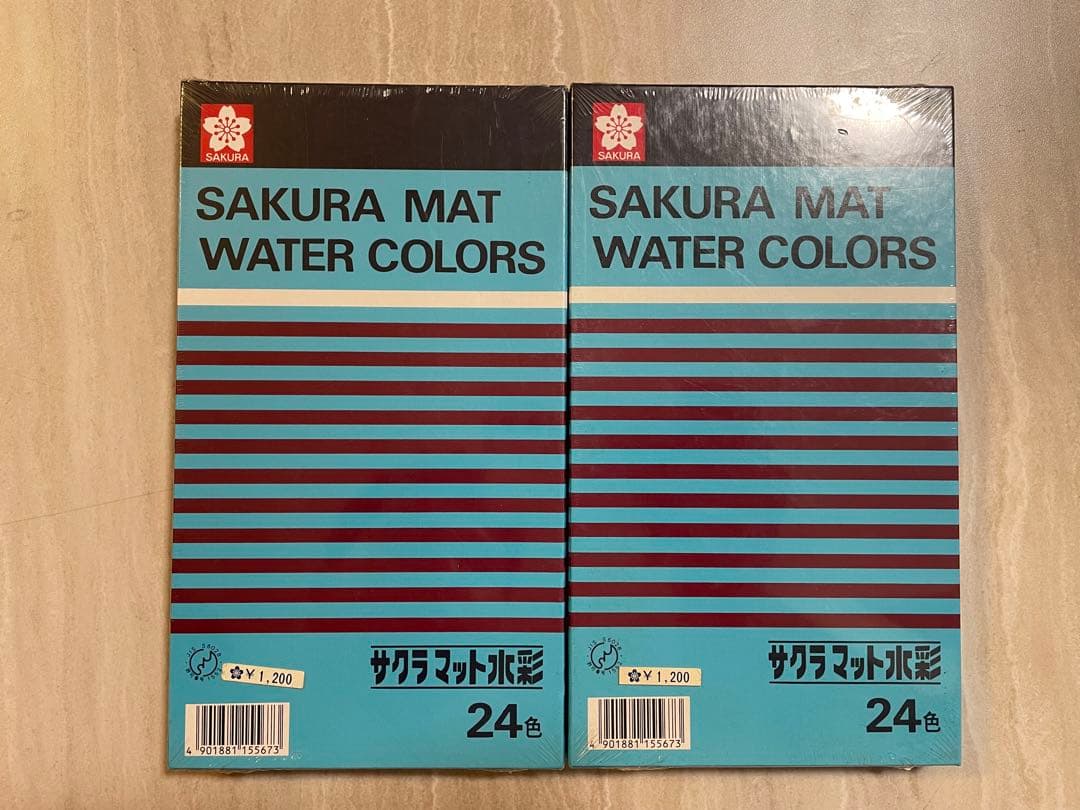 SAKURA
SAKURA MAT
WATER COLORS
サクラマット水彩
¥1,200
24色
4 901881 155673
SAKURA
SAKURA MAT
WATER COLORS
サクラマット水彩
¥1,200
24色
4 901881 155673